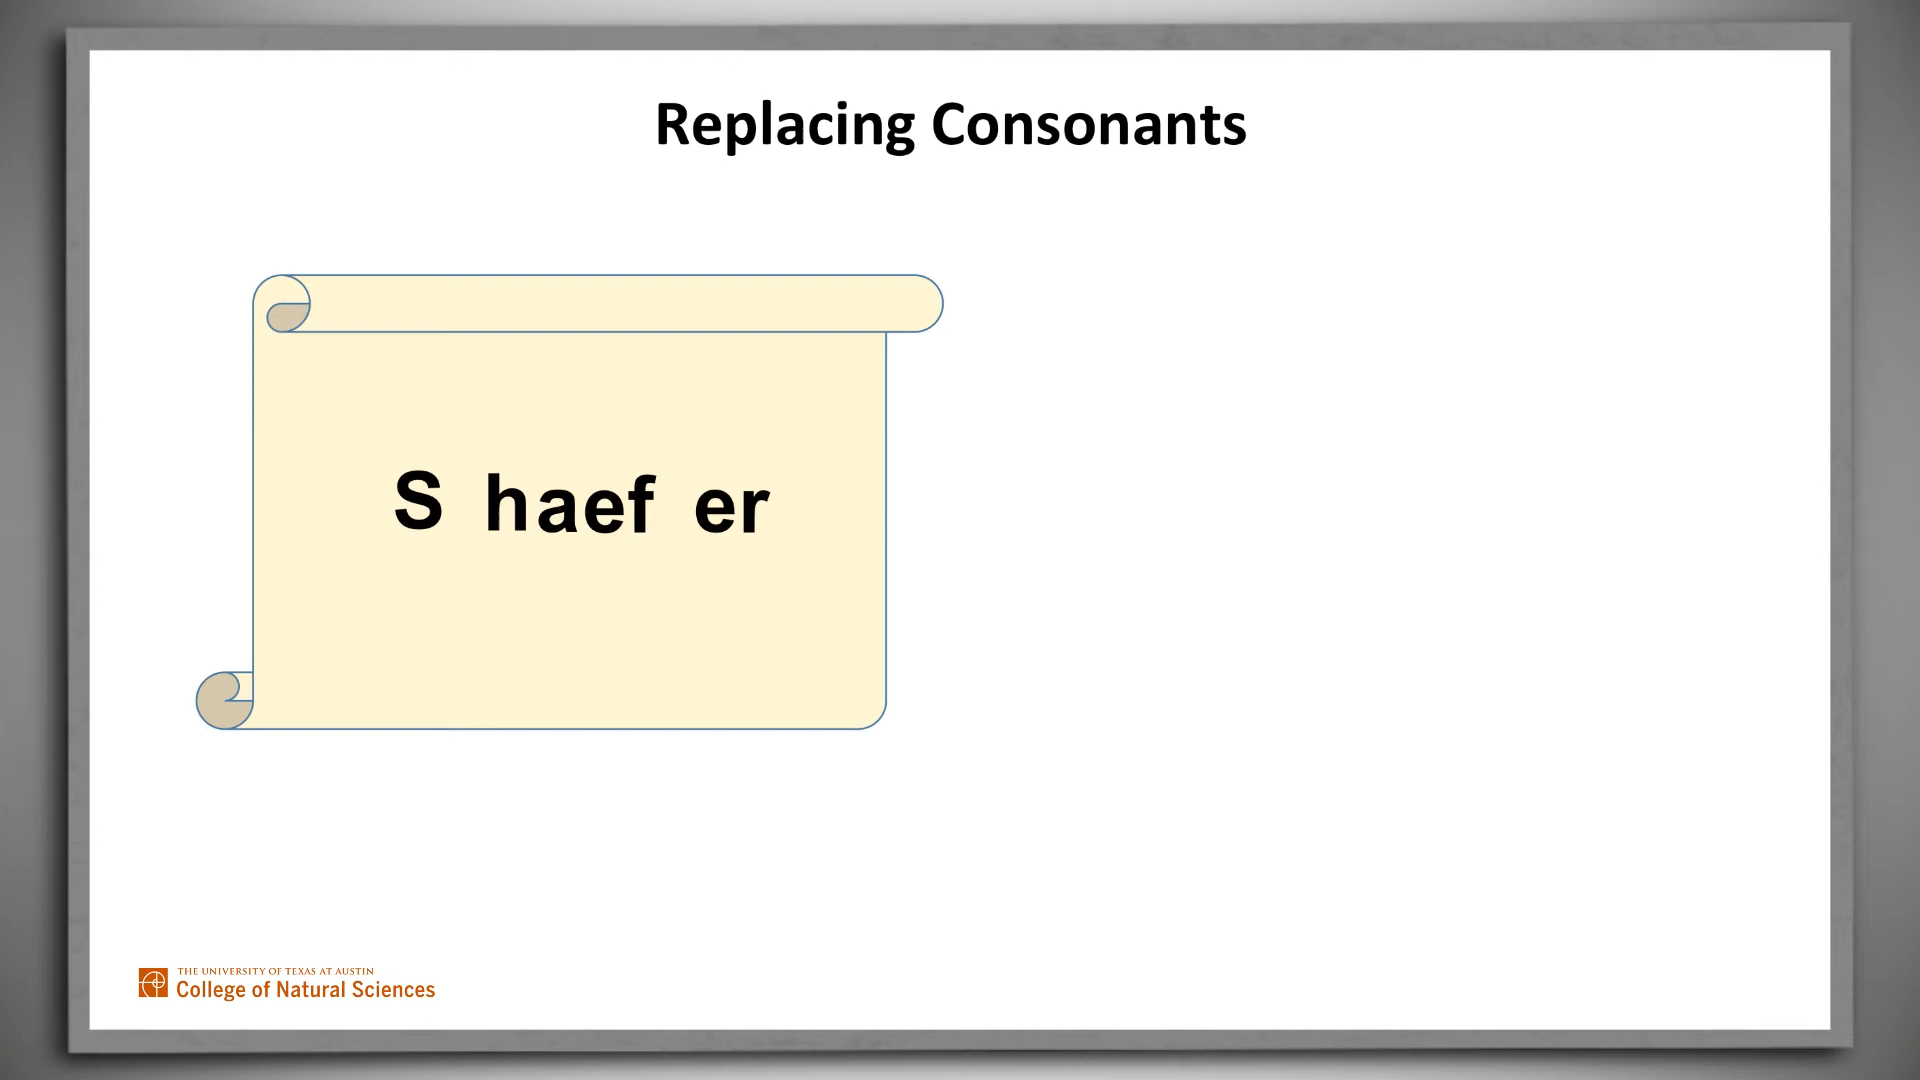 Replacing Consonants
S haef er
THE UNIVERSITY OF TEXAS AT AUSTIN
College of Natural Sciences